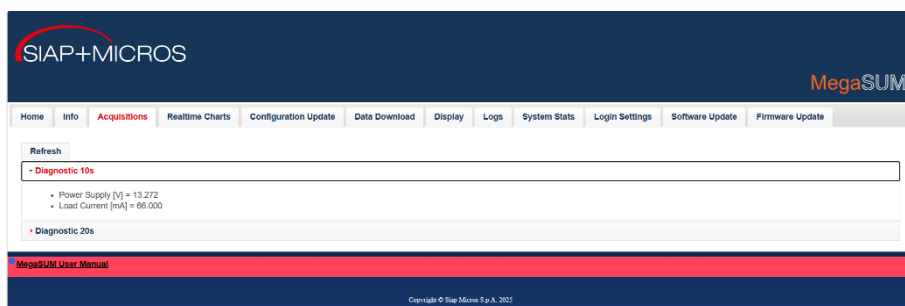 SIAP+MICROS
MegaSUM
Home Info Acquisitions Realtime Charts Configuration Update Data Download Display Logs System Stats Login Settings Software Update Firmware Update
Refresh
- Diagnostic 10s
• Power Supply [V] = 13.272
• Load Current [mA] = 66.000
• Diagnostic 20s
MegaSUM User Manual
Copyright © Siap Micros S.p.A. 2025